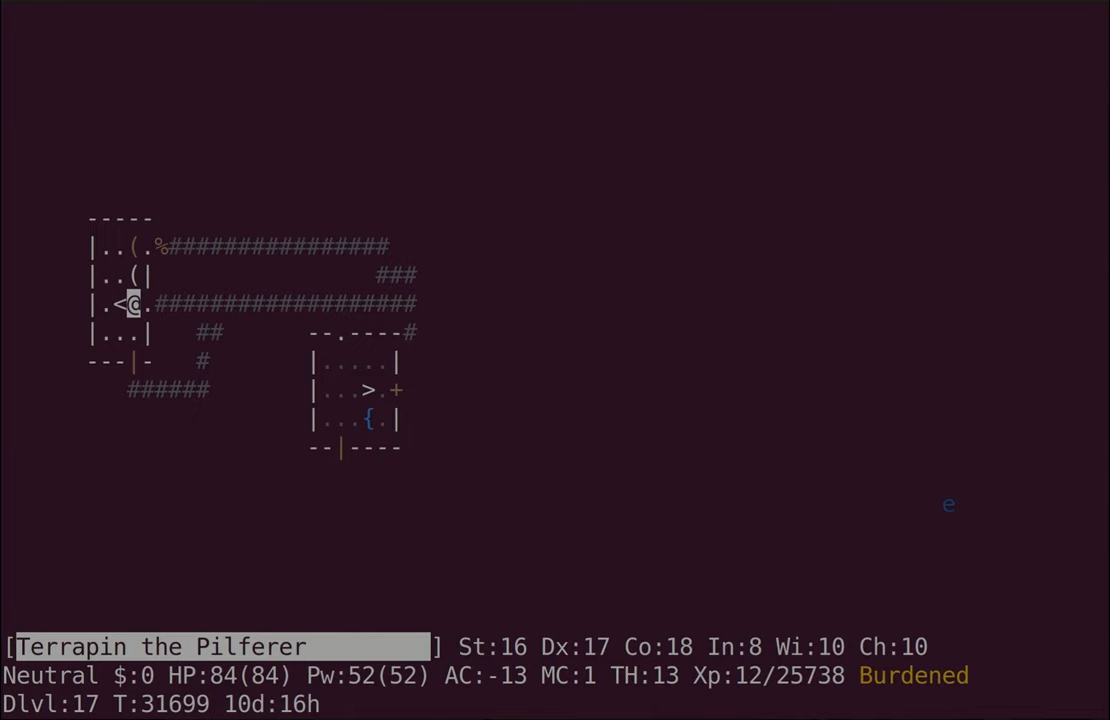 -----
|..(.%################
|..(|                ###
|.<@.###################
|...|   ##      --.----#
---|-   #       |.....|
   ######       |...>.+
                |...{.|
                --|----
e
[Terrapin the Pilferer         ] St:16 Dx:17 Co:18 In:8 Wi:10 Ch:10
Neutral $:0 HP:84(84) Pw:52(52) AC:-13 MC:1 TH:13 Xp:12/25738 Burdened
Dlvl:17 T:31699 10d:16h